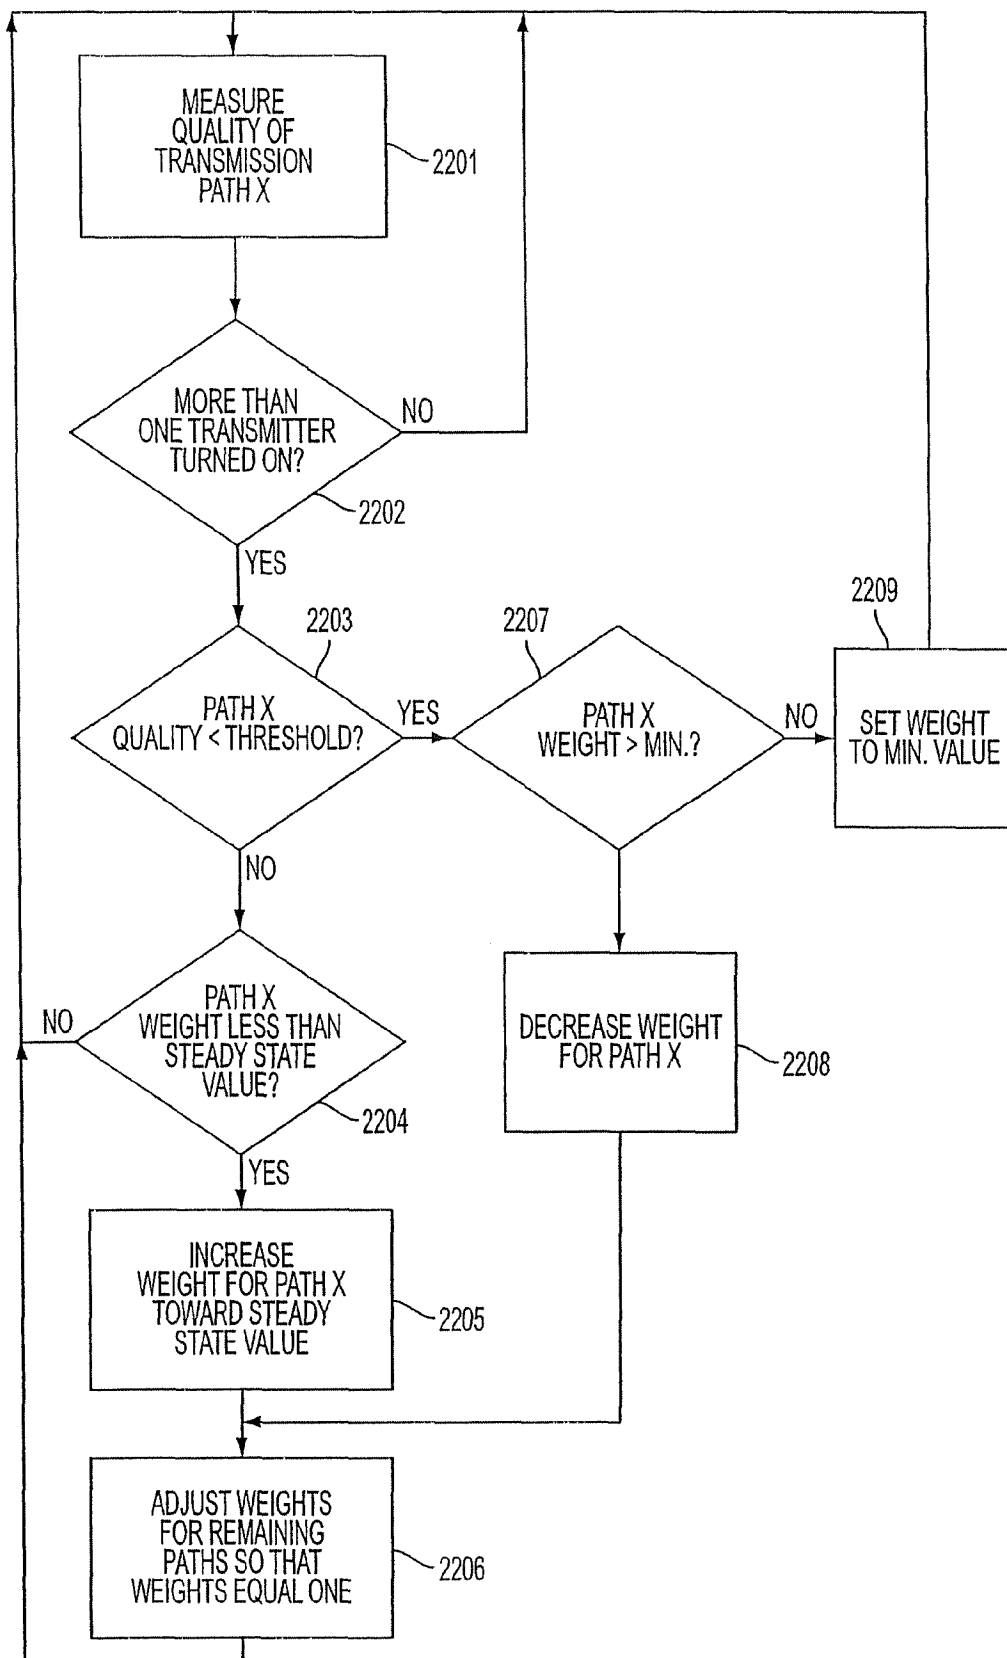 MEASURE
QUALITY OF
TRANSMISSION
PATH X
2201
MORE THAN
ONE TRANSMITTER
TURNED ON?
NO
2202
YES
2203
PATH X
QUALITY < THRESHOLD?
YES
2207
PATH X
WEIGHT > MIN.?
NO
2209
SET WEIGHT
TO MIN. VALUE
NO
PATH X
WEIGHT LESS THAN
STEADY STATE
VALUE?
NO
2204
YES
DECREASE WEIGHT
FOR PATH X
2208
INCREASE
WEIGHT FOR PATH X
TOWARD STEADY
STATE VALUE
2205
ADJUST WEIGHTS
FOR REMAINING
PATHS SO THAT
WEIGHTS EQUAL ONE
2206